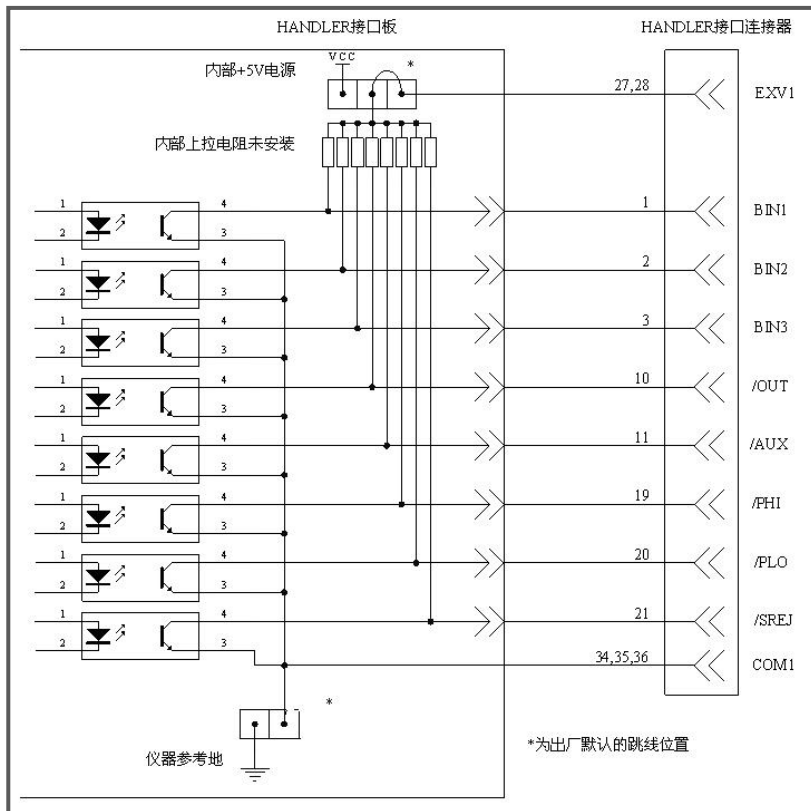 HANDLER接口板
HANDLER接口连接器
VCC
*
内部+5V电源
27,28
EXV1
内部上拉电阻未安装
1
4
1
BIN1
2
3
1
4
2
BIN2
2
3
1
4
3
BIN3
2
3
1
4
10
/OUT
2
3
1
4
11
/AUX
2
3
1
4
19
/PHI
2
3
1
4
20
/PLO
2
3
1
4
21
/SREJ
2
3
34,35,36
COM1
*
仪器参考地
*为出厂默认的跳线位置